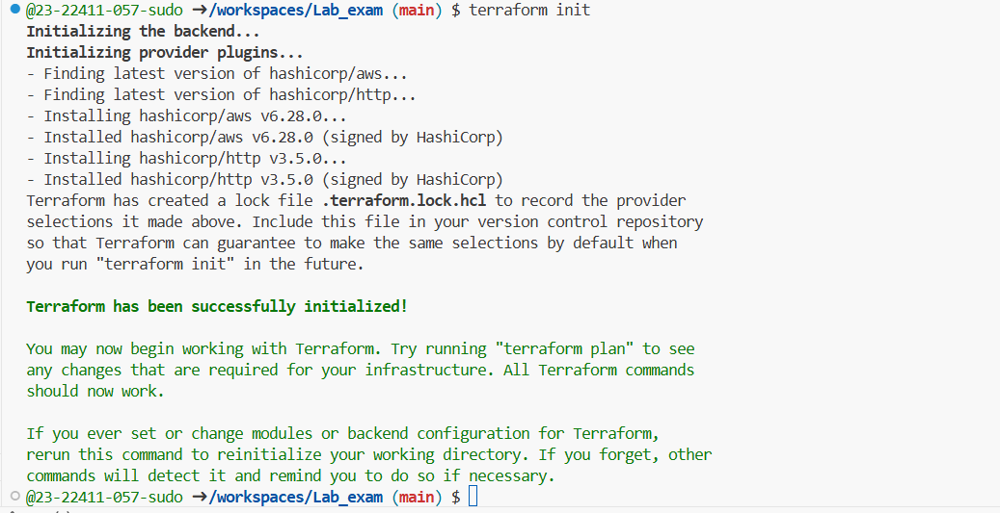 @23-22411-057-sudo ➜/workspaces/Lab_exam (main) $ terraform init
Initializing the backend...
Initializing provider plugins...
- Finding latest version of hashicorp/aws...
- Finding latest version of hashicorp/http...
- Installing hashicorp/aws v6.28.0...
- Installed hashicorp/aws v6.28.0 (signed by HashiCorp)
- Installing hashicorp/http v3.5.0...
- Installed hashicorp/http v3.5.0 (signed by HashiCorp)
Terraform has created a lock file .terraform.lock.hcl to record the provider
selections it made above. Include this file in your version control repository
so that Terraform can guarantee to make the same selections by default when
you run "terraform init" in the future.
Terraform has been successfully initialized!
You may now begin working with Terraform. Try running "terraform plan" to see
any changes that are required for your infrastructure. All Terraform commands
should now work.
If you ever set or change modules or backend configuration for Terraform,
rerun this command to reinitialize your working directory. If you forget, other
commands will detect it and remind you to do so if necessary.
@23-22411-057-sudo ➜/workspaces/Lab_exam (main) $